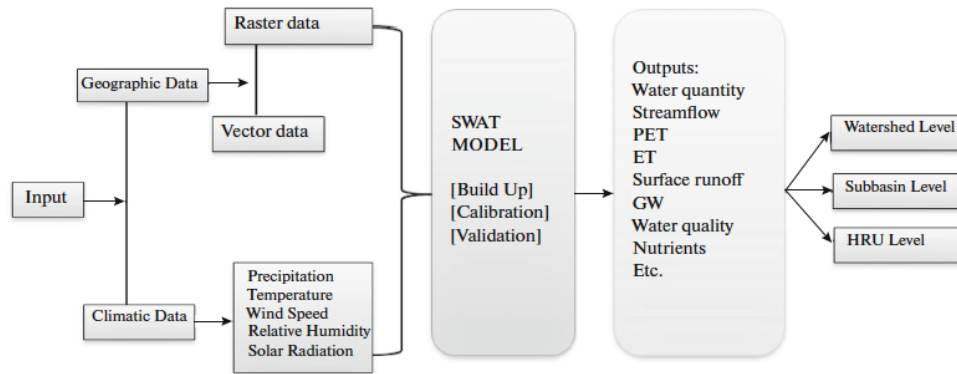 Input
Geographic Data
Climatic Data
Raster data
Vector data
Precipitation
Temperature
Wind Speed
Relative Humidity
Solar Radiation
SWAT
MODEL
[Build Up]
[Calibration]
[Validation]
Outputs:
Water quantity
Streamflow
PET
ET
Surface runoff
GW
Water quality
Nutrients
Etc.
Watershed Level
Subbasin Level
HRU Level